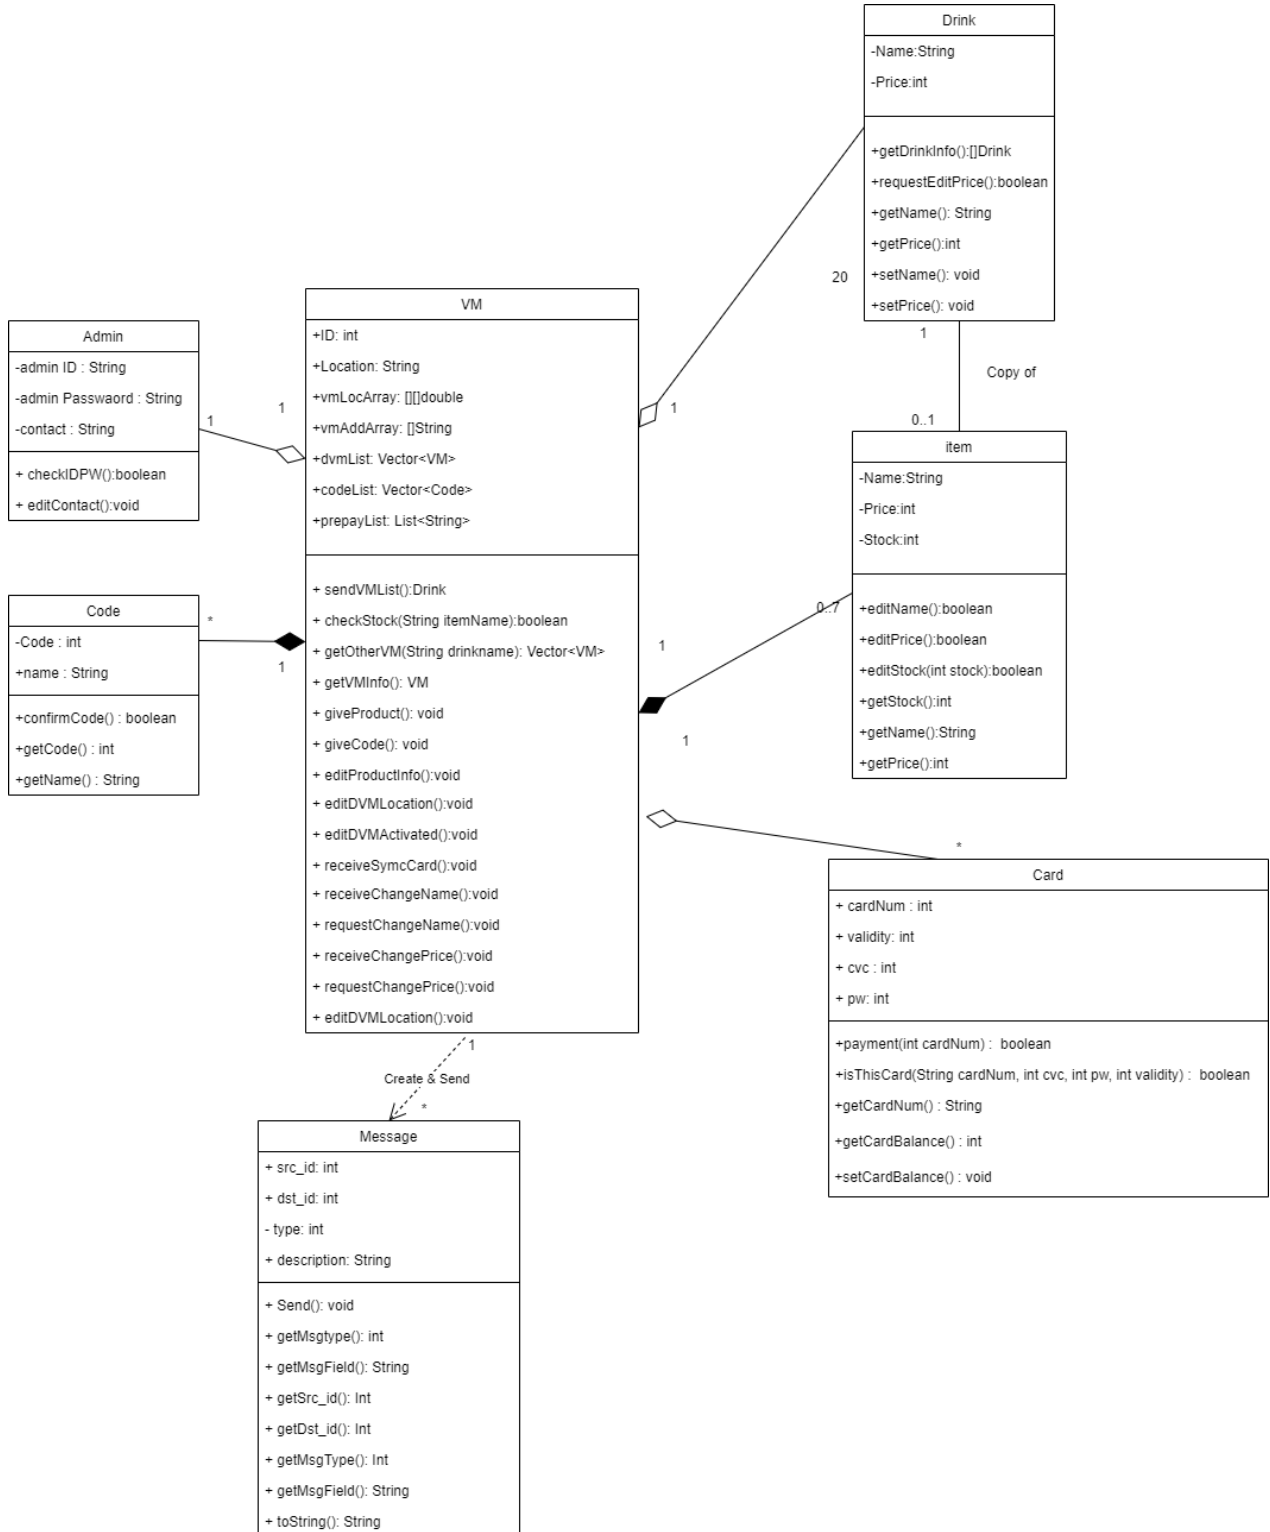 Drink
-Name:String
-Price:int
+getDrinkInfo():[]Drink
+requestEditPrice():boolean
+getName(): String
+getPrice():int
+setName(): void
+setPrice(): void
20
1
Copy of
0..1
VM
+ID: int
+Location: String
+vmLocArray: [][]double
+vmAddArray: []String
+dvmList: Vector<VM>
+codeList: Vector<Code>
+prepayList: List<String>
+ sendVMList():Drink
+ checkStock(String itemName):boolean
+ getOtherVM(String drinkname): Vector<VM>
+ getVMInfo(): VM
+ giveProduct(): void
+ giveCode(): void
+ editProductInfo():void
+ editDVMLocation():void
+ editDVMActivated():void
+ receiveSymcCard():void
+ receiveChangeName():void
+ requestChangeName():void
+ receiveChangePrice():void
+ requestChangePrice():void
+ editDVMLocation():void
Admin
-admin ID : String
-admin Passwaord : String
-contact : String
+ checkIDPW():boolean
+ editContact():void
1
1
1
Code
-Code : int
+name : String
+confirmCode() : boolean
+getCode() : int
+getName() : String
*
1
item
-Name:String
-Price:int
-Stock:int
+editName():boolean
+editPrice():boolean
+editStock(int stock):boolean
+getStock():int
+getName():String
+getPrice():int
0..7
1
1
*
Card
+ cardNum : int
+ validity: int
+ cvc : int
+ pw: int
+payment(int cardNum) : boolean
+isThisCard(String cardNum, int cvc, int pw, int validity) : boolean
+getCardNum() : String
+getCardBalance() : int
+setCardBalance() : void
1
Create & Send
*
Message
+ src_id: int
+ dst_id: int
- type: int
+ description: String
+ Send(): void
+ getMsgtype(): int
+ getMsgField(): String
+ getSrc_id(): Int
+ getDst_id(): Int
+ getMsgType(): Int
+ getMsgField(): String
+ toString(): String